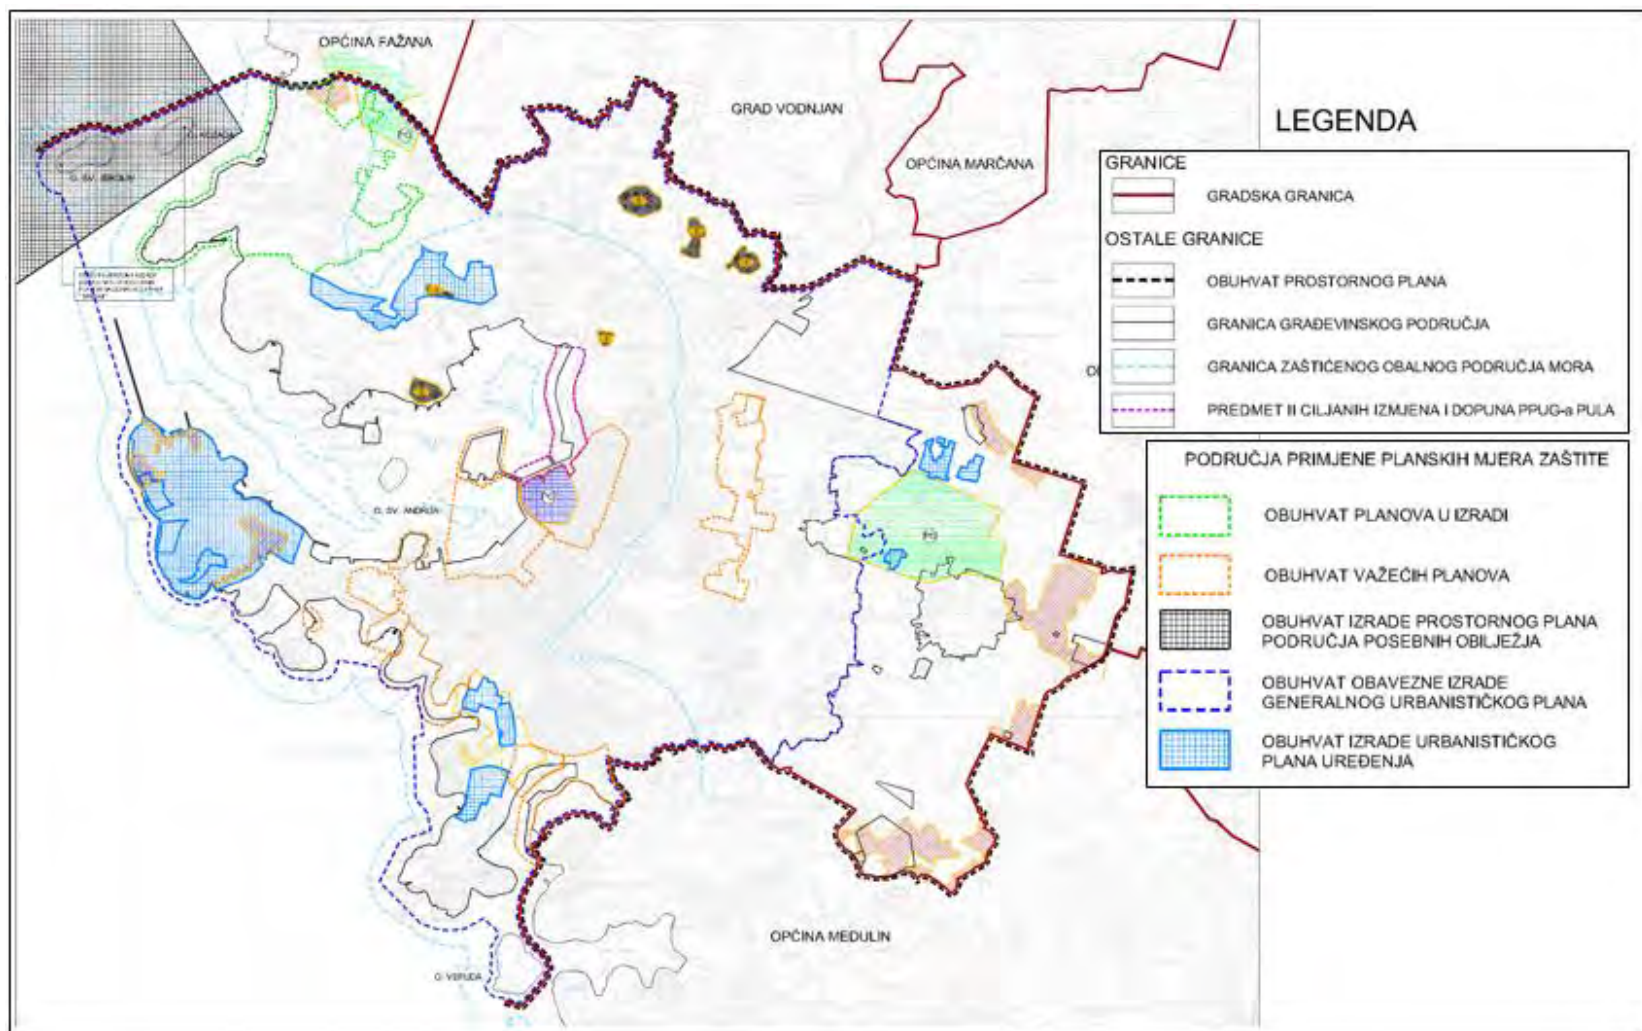 OPĆINA FAŽANA
GRAD VODNJAN
OPĆINA MARČANA
O. SV. ANDRIJA
O. VERUDA
OPĆINA MEDULIN
LEGENDA
GRANICE
GRADSKA GRANICA
OSTALE GRANICE
OBUHVAT PROSTORNOG PLANA
GRANICA GRAĐEVINSKOG PODRUČJA
GRANICA ZAŠTIĆENOG OBALNOG PODRUČJA MORA
PREDMET II CILJANIH IZMJENA I DOPUNA PPUG-a PULA
PODRUČJA PRIMJENE PLANSKIH MJERA ZAŠTITE
OBUHVAT PLANOVA U IZRADI
OBUHVAT VAŽEĆIH PLANOVA
OBUHVAT IZRADE PROSTORNOG PLANA
PODRUČJA POSEBNIH OBILJEŽJA
OBUHVAT OBAVEZNE IZRADE
GENERALNOG URBANISTIČKOG PLANA
OBUHVAT IZRADE URBANISTIČKOG
PLANA UREĐENJA